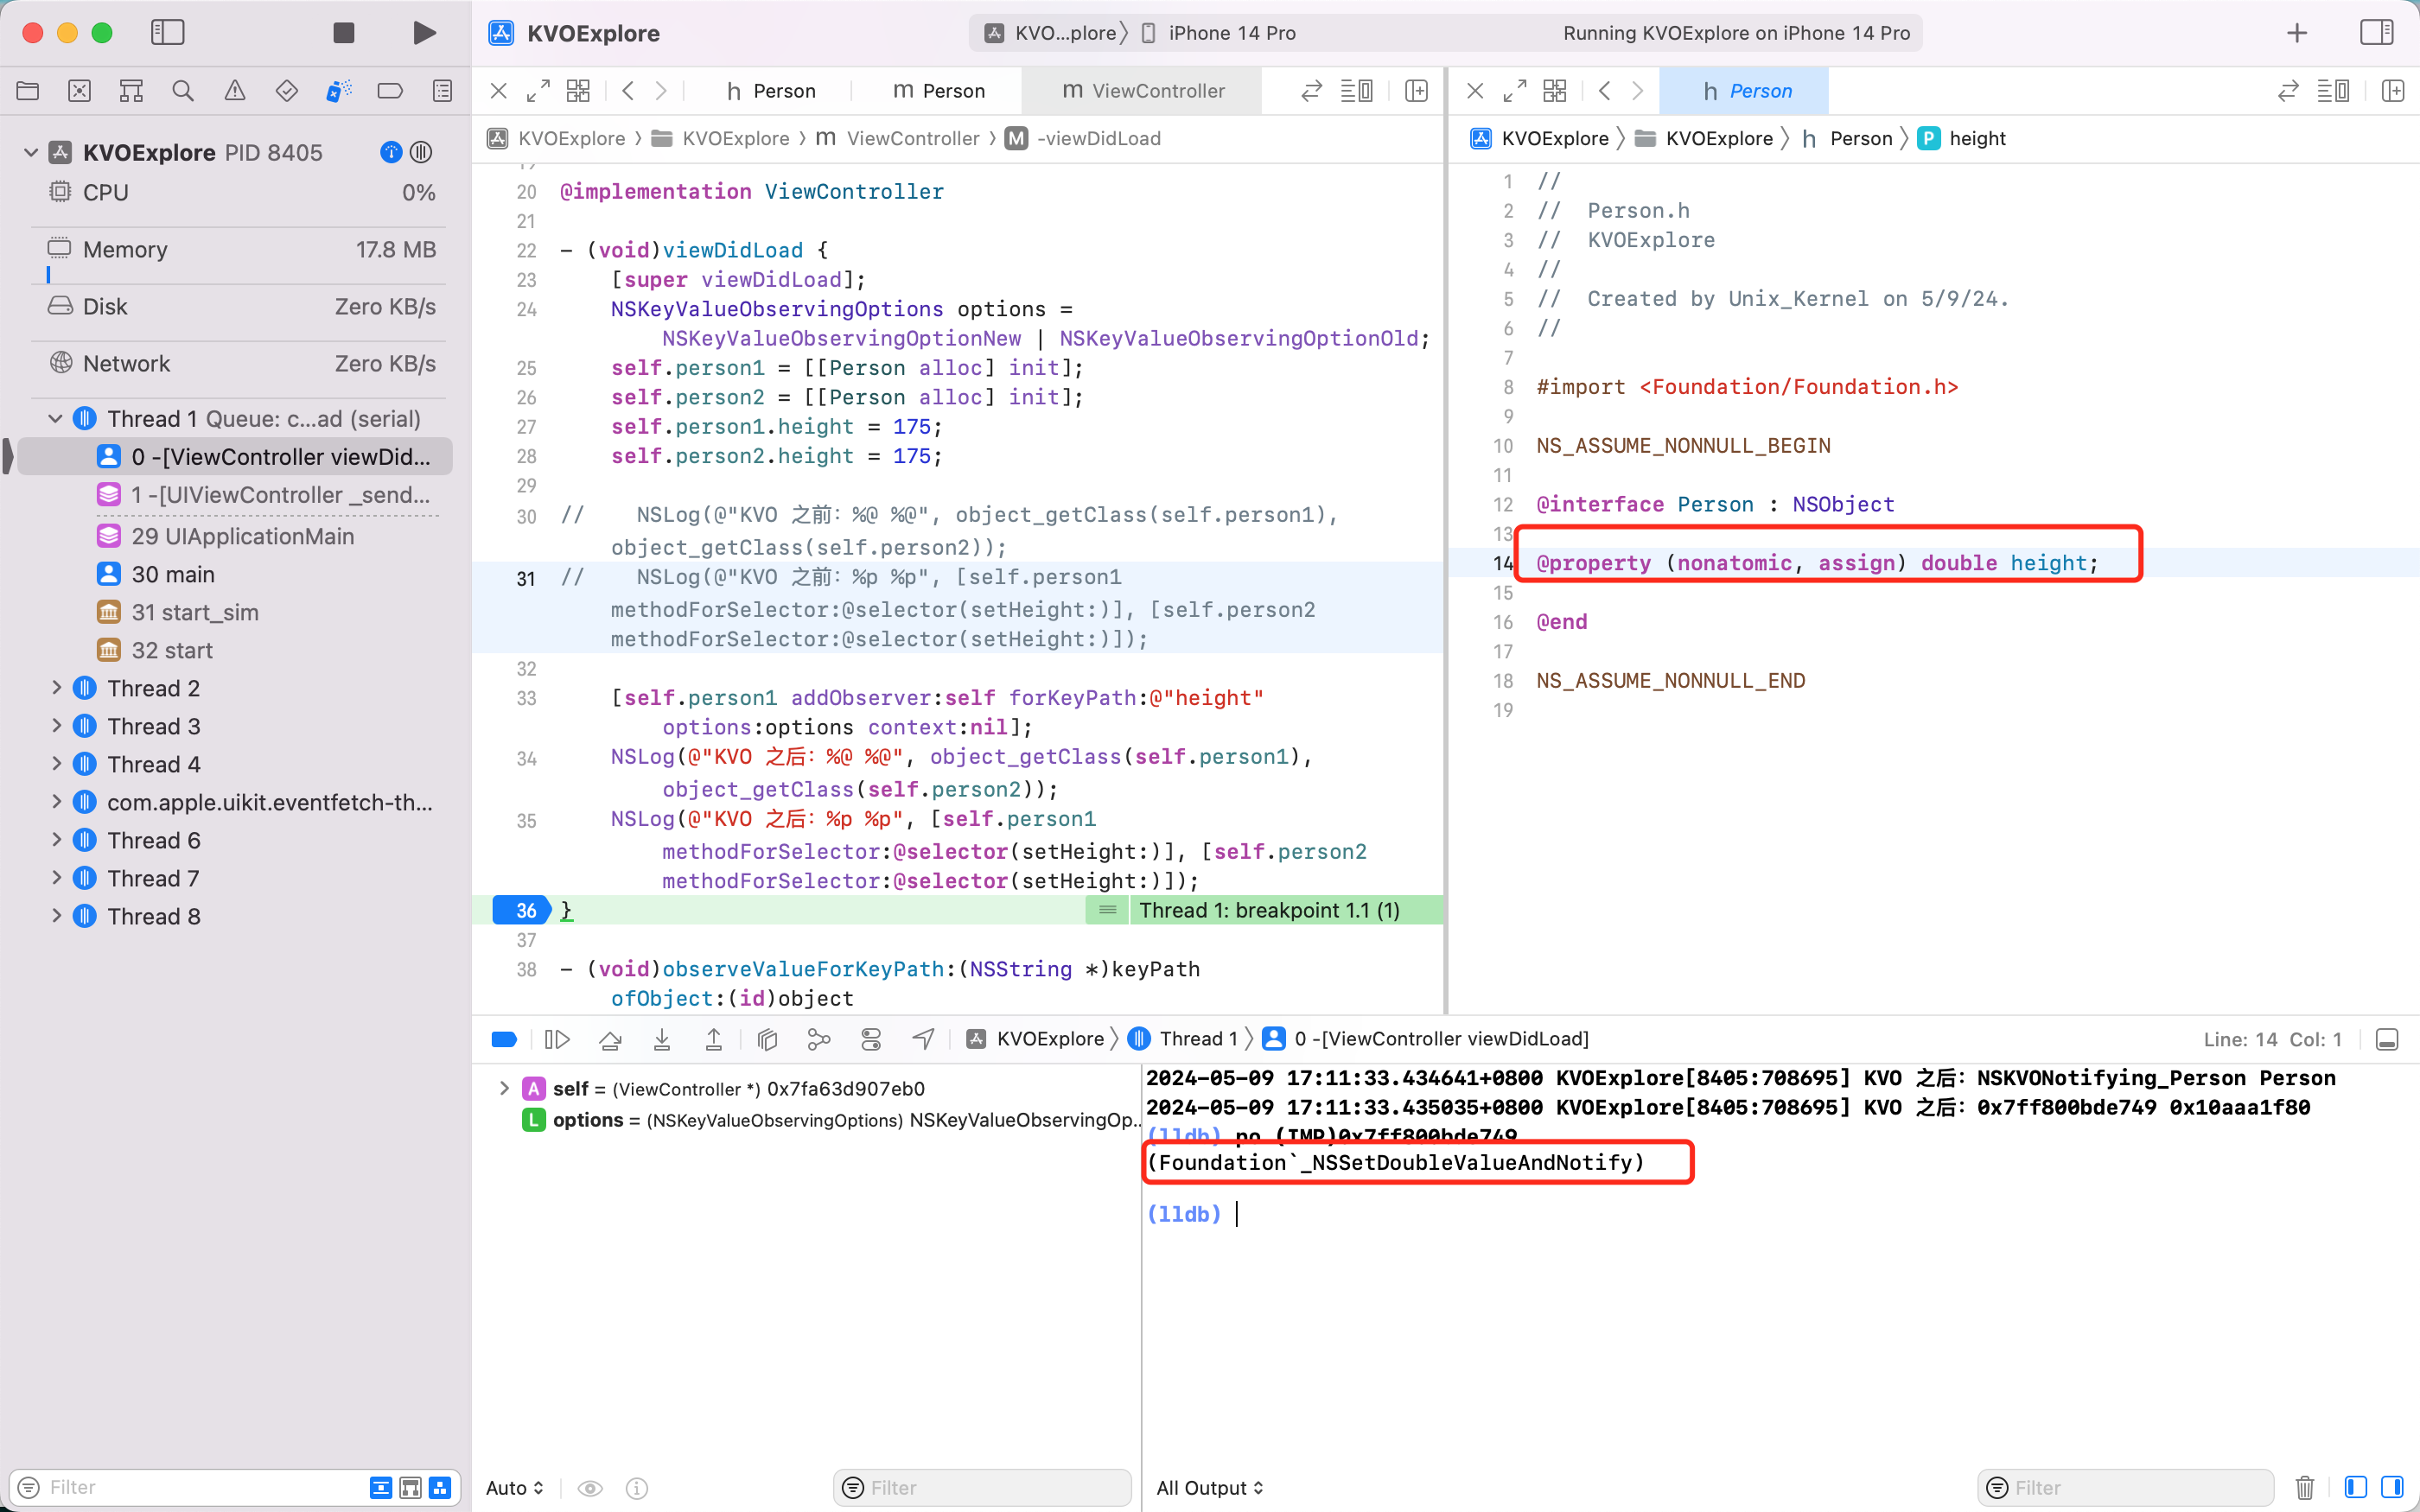 KVOExplore
KVO...plore
iPhone 14 Pro
Running KVOExplore on iPhone 14 Pro
h Person
m Person
m ViewController
h Person
KVOExplore PID 8405
CPU 0%
Memory 17.8 MB
Disk Zero KB/s
Network Zero KB/s
Thread 1 Queue: c...ad (serial)
0 -[ViewController viewDid...
1 -[UIViewController _send...
29 UIApplicationMain
30 main
31 start_sim
32 start
Thread 2
Thread 3
Thread 4
com.apple.uikit.eventfetch-th...
Thread 6
Thread 7
Thread 8
Filter
KVOExplore 〉 KVOExplore 〉 m ViewController 〉 M -viewDidLoad
20 @implementation ViewController
21
22 - (void)viewDidLoad {
23 [super viewDidLoad];
24 NSKeyValueObservingOptions options =
NSKeyValueObservingOptionNew | NSKeyValueObservingOptionOld;
25 self.person1 = [[Person alloc] init];
26 self.person2 = [[Person alloc] init];
27 self.person1.height = 175;
28 self.person2.height = 175;
29
30 // NSLog(@"KVO 之前：%@ %@", object_getClass(self.person1),
object_getClass(self.person2));
31 // NSLog(@"KVO 之前：%p %p", [self.person1
methodForSelector:@selector(setHeight:)], [self.person2
methodForSelector:@selector(setHeight:)]);
32
33 [self.person1 addObserver:self forKeyPath:@"height"
options:options context:nil];
34 NSLog(@"KVO 之后：%@ %@", object_getClass(self.person1),
object_getClass(self.person2));
35 NSLog(@"KVO 之后：%p %p", [self.person1
methodForSelector:@selector(setHeight:)], [self.person2
methodForSelector:@selector(setHeight:)]);
36 } Thread 1: breakpoint 1.1 (1)
37
38 - (void)observeValueForKeyPath:(NSString *)keyPath
ofObject:(id)object
KVOExplore 〉 KVOExplore 〉 h Person 〉 P height
1 //
2 // Person.h
3 // KVOExplore
4 //
5 // Created by Unix_Kernel on 5/9/24.
6 //
7
8 #import <Foundation/Foundation.h>
9
10 NS_ASSUME_NONNULL_BEGIN
11
12 @interface Person : NSObject
13
14 @property (nonatomic, assign) double height;
15
16 @end
17
18 NS_ASSUME_NONNULL_END
19
KVOExplore 〉 Thread 1 〉 0 -[ViewController viewDidLoad]
Line: 14 Col: 1
A self = (ViewController *) 0x7fa63d907eb0
L options = (NSKeyValueObservingOptions) NSKeyValueObservingOp...
2024-05-09 17:11:33.434641+0800 KVOExplore[8405:708695] KVO 之后：NSKVONotifying_Person Person
2024-05-09 17:11:33.435035+0800 KVOExplore[8405:708695] KVO 之后：0x7ff800bde749 0x10aaa1f80
(lldb) po (IMP)0x7ff800bde749
(Foundation`_NSSetDoubleValueAndNotify)
(lldb)
Auto
Filter
All Output
Filter